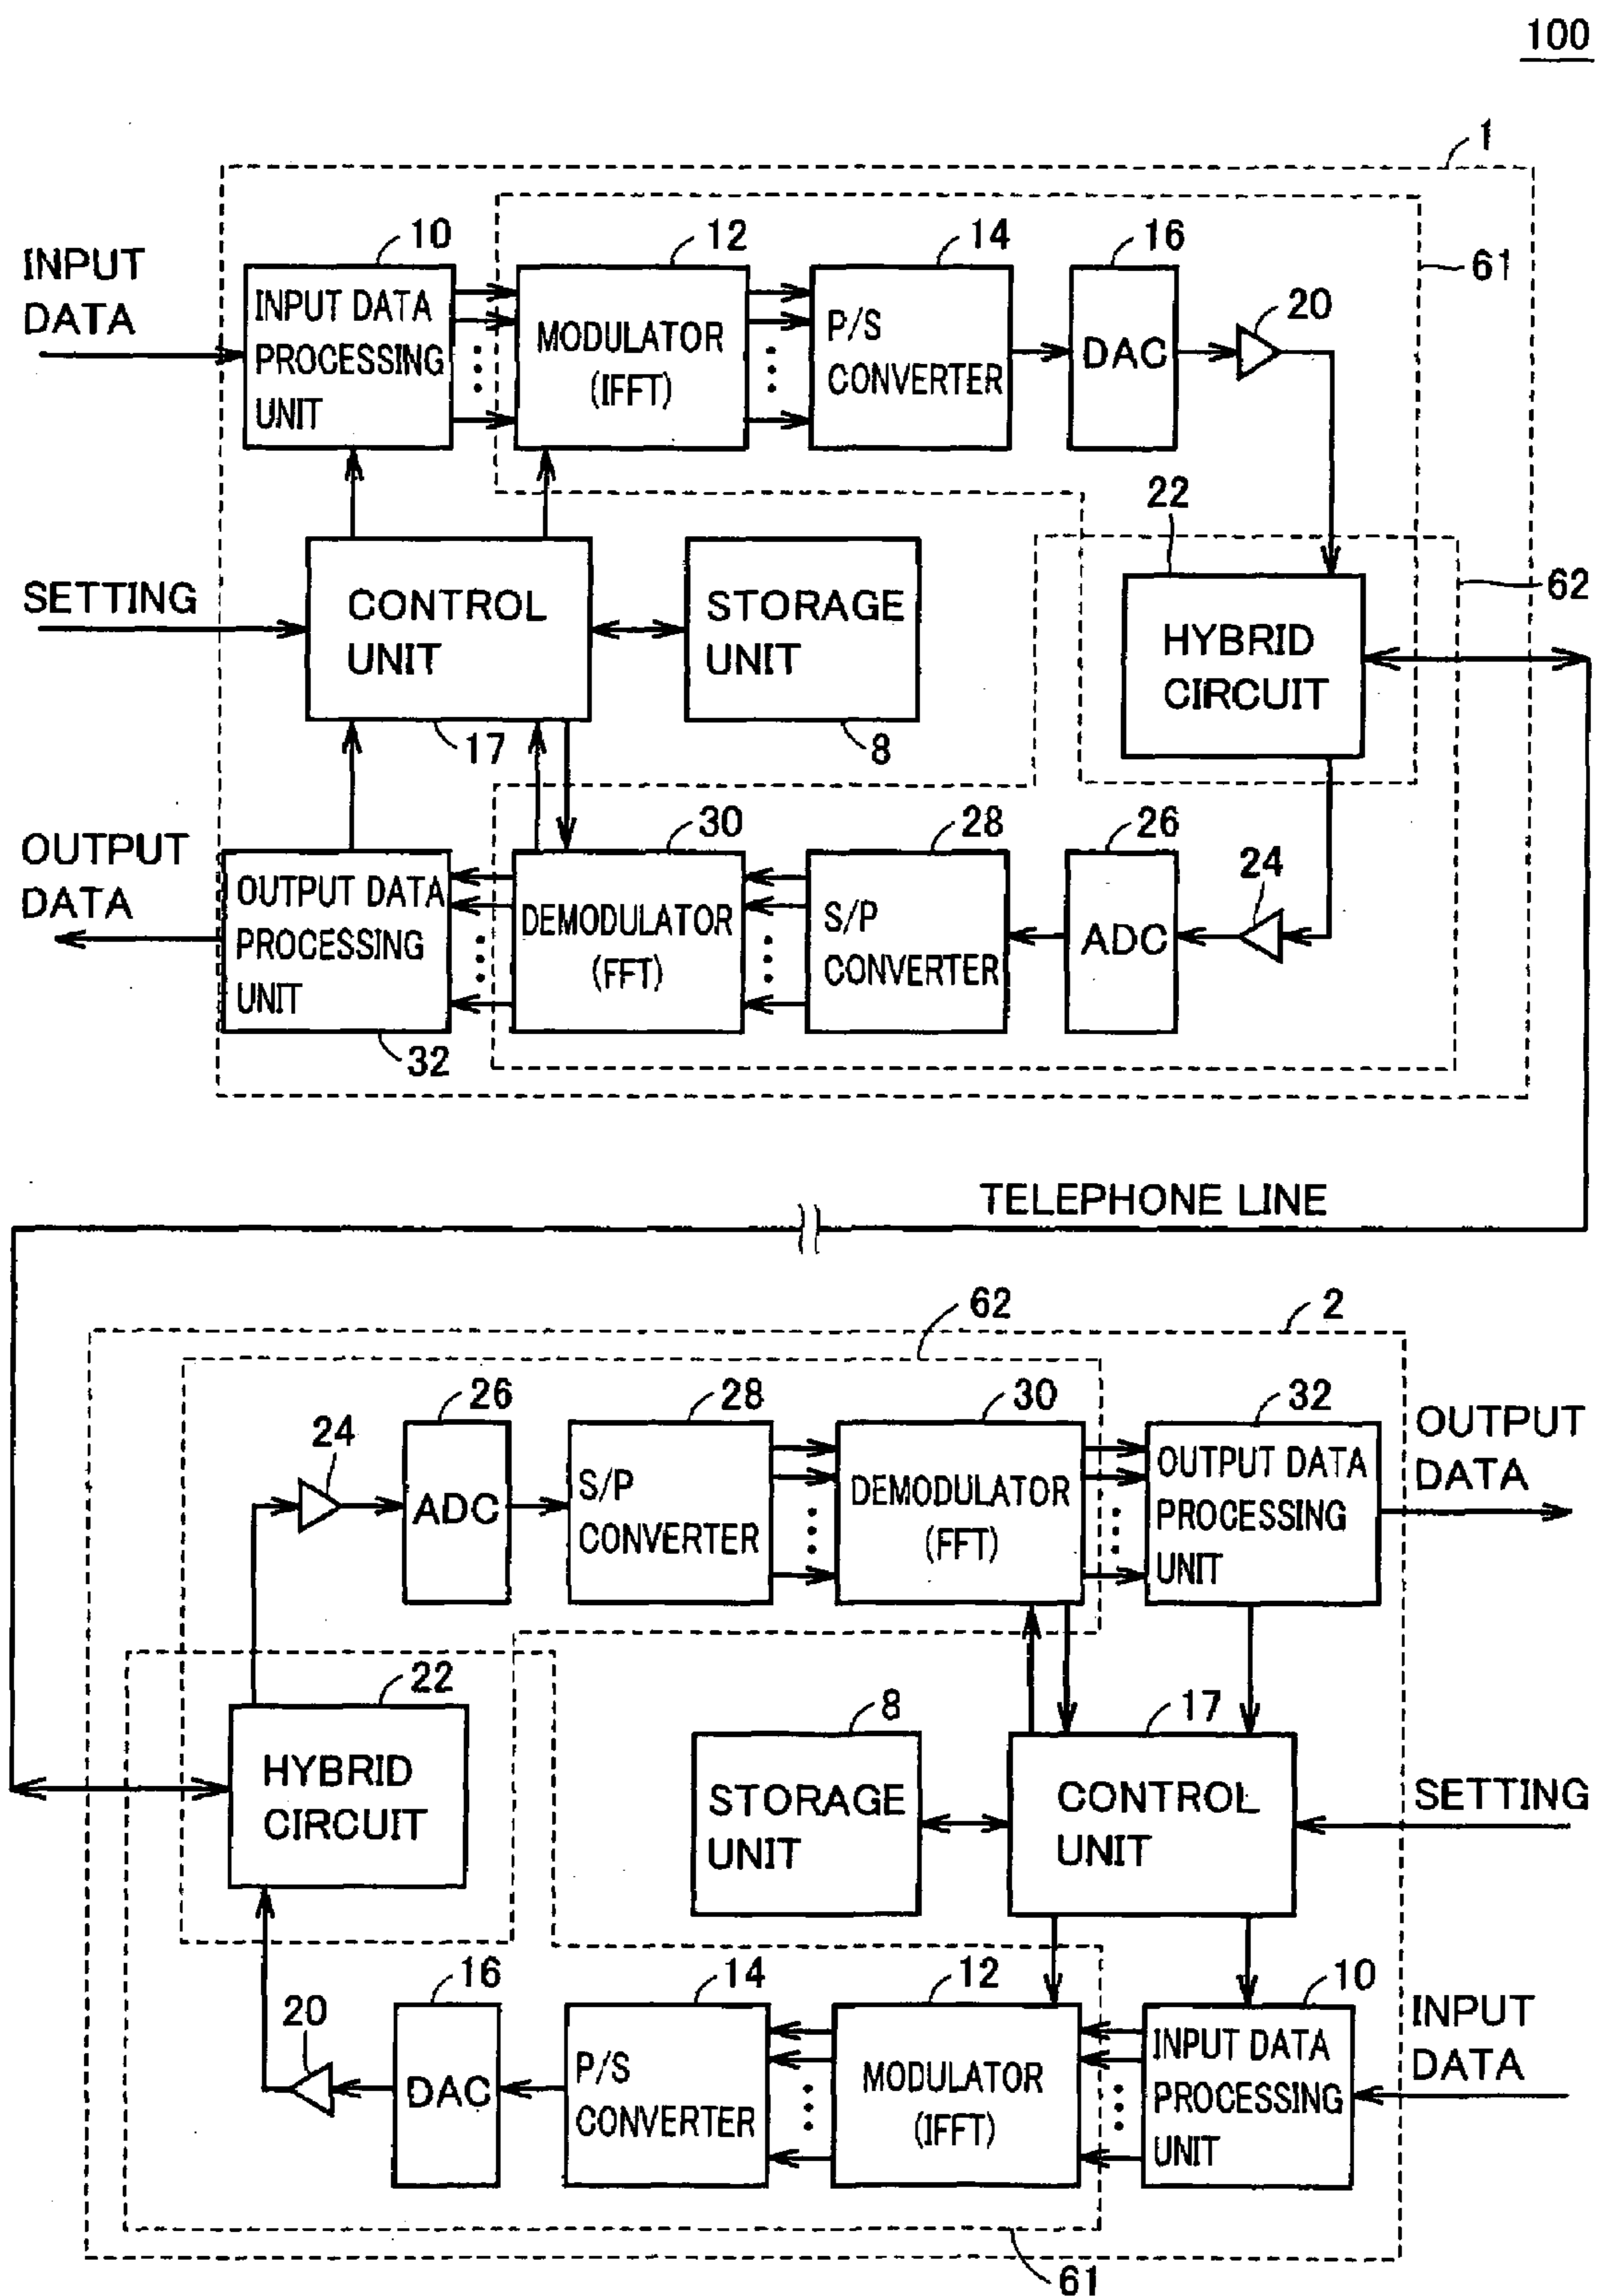 100
1
10
12
14
16
61
INPUT
DATA
INPUT DATA
PROCESSING
UNIT
MODULATOR
(IFFT)
P/S
CONVERTER
DAC
20
22
62
SETTING
CONTROL
UNIT
STORAGE
UNIT
HYBRID
CIRCUIT
17
8
OUTPUT
DATA
30
28
26
24
OUTPUT DATA
PROCESSING
UNIT
DEMODULATOR
(FFT)
S/P
CONVERTER
ADC
32
TELEPHONE LINE
62
2
24
26
28
30
32
OUTPUT
DATA
ADC
S/P
CONVERTER
DEMODULATOR
(FFT)
OUTPUT DATA
PROCESSING
UNIT
22
8
17
HYBRID
CIRCUIT
STORAGE
UNIT
CONTROL
UNIT
SETTING
20
16
14
12
10
INPUT
DATA
DAC
P/S
CONVERTER
MODULATOR
(IFFT)
INPUT DATA
PROCESSING
UNIT
61